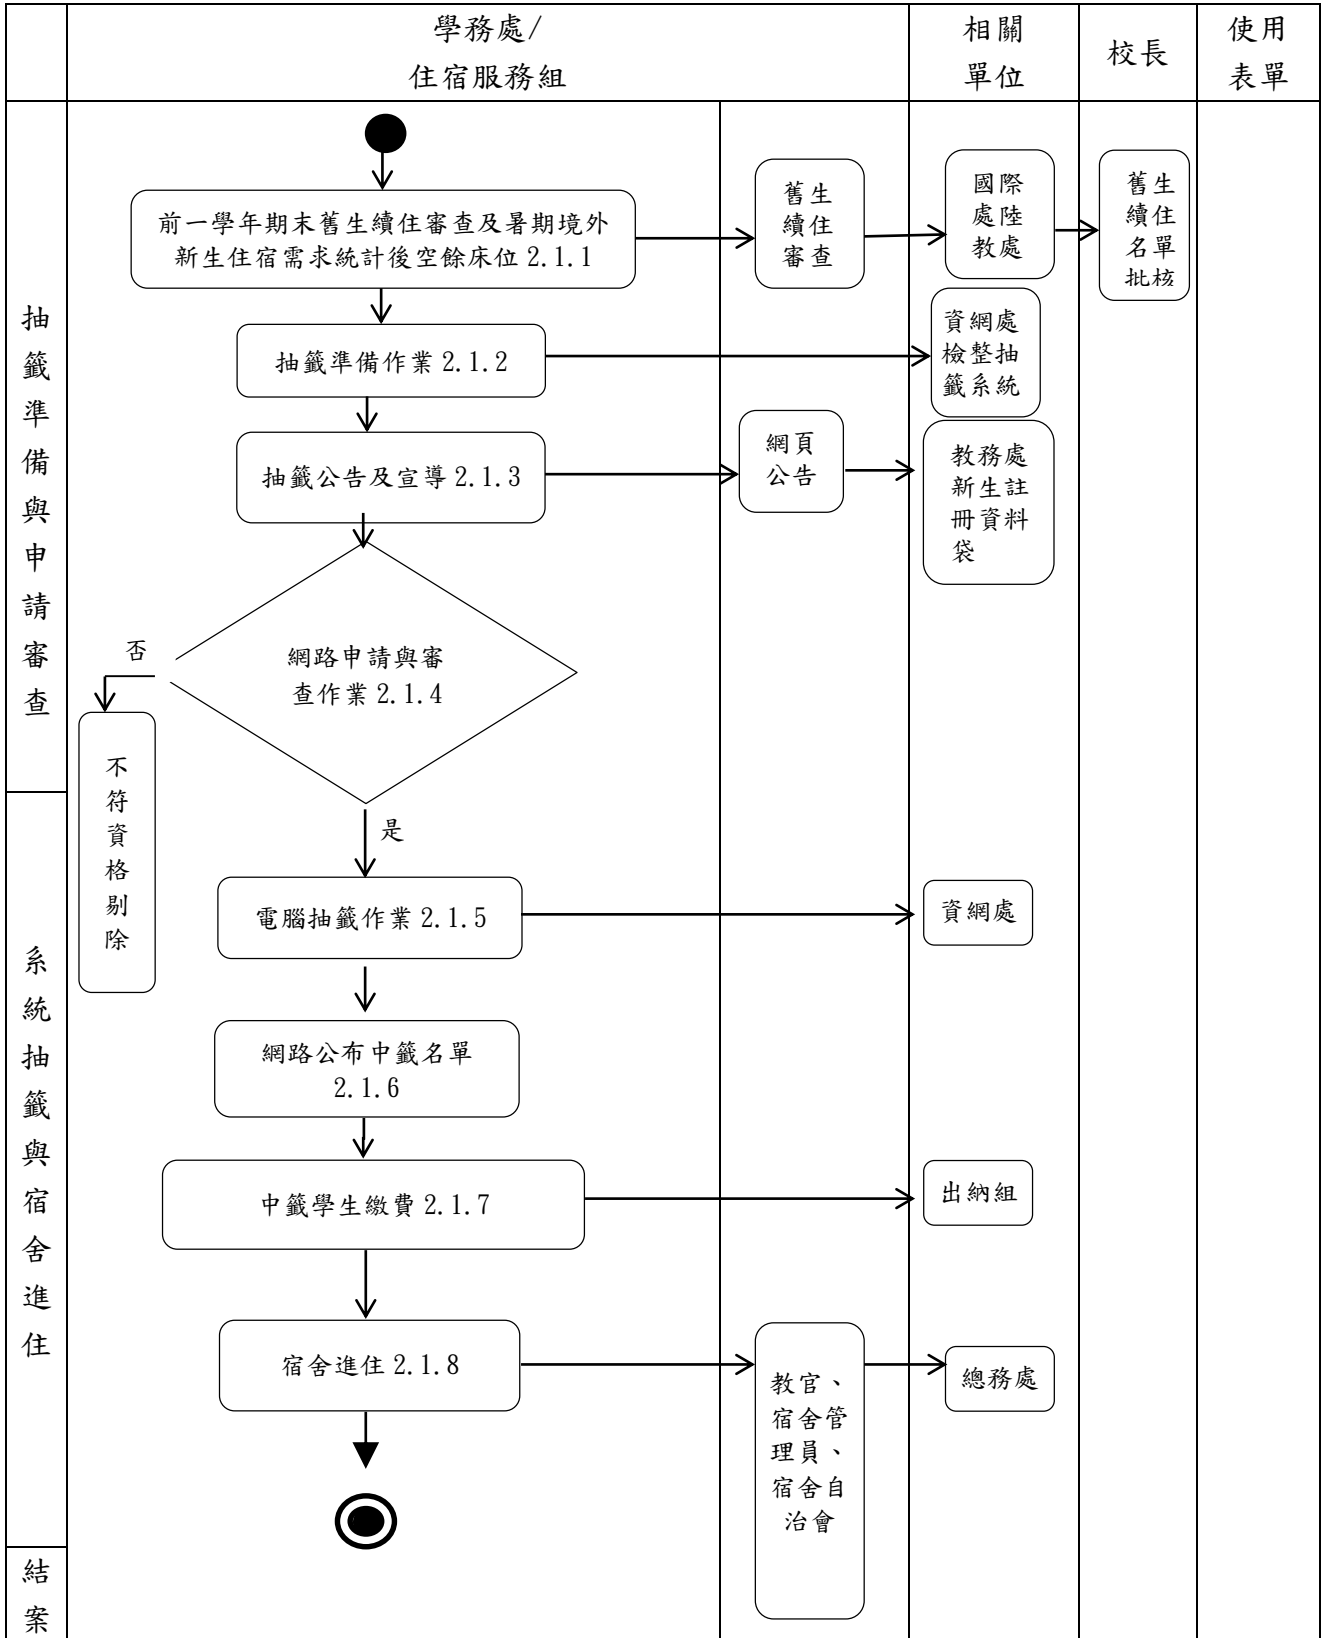 學務處/
住宿服務組
相關
單位
校長
使用
表單
抽籤準備與申請審查
前一學年期末舊生續住審查及暑期境外
新生住宿需求統計後空餘床位 2.1.1
舊生
續住
審查
國際
處陸
教處
舊生
續住
名單
批核
抽籤準備作業 2.1.2
資網處
檢整抽
籤系統
抽籤公告及宣導 2.1.3
網頁
公告
教務處
新生註
冊資料
袋
網路申請與審
查作業 2.1.4
否
不符資格剔除
是
系統抽籤與宿舍進住
電腦抽籤作業 2.1.5
資網處
網路公布中籤名單
2.1.6
中籤學生繳費 2.1.7
出納組
宿舍進住 2.1.8
教官、
宿舍管
理員、
宿舍自
治會
總務處
結案